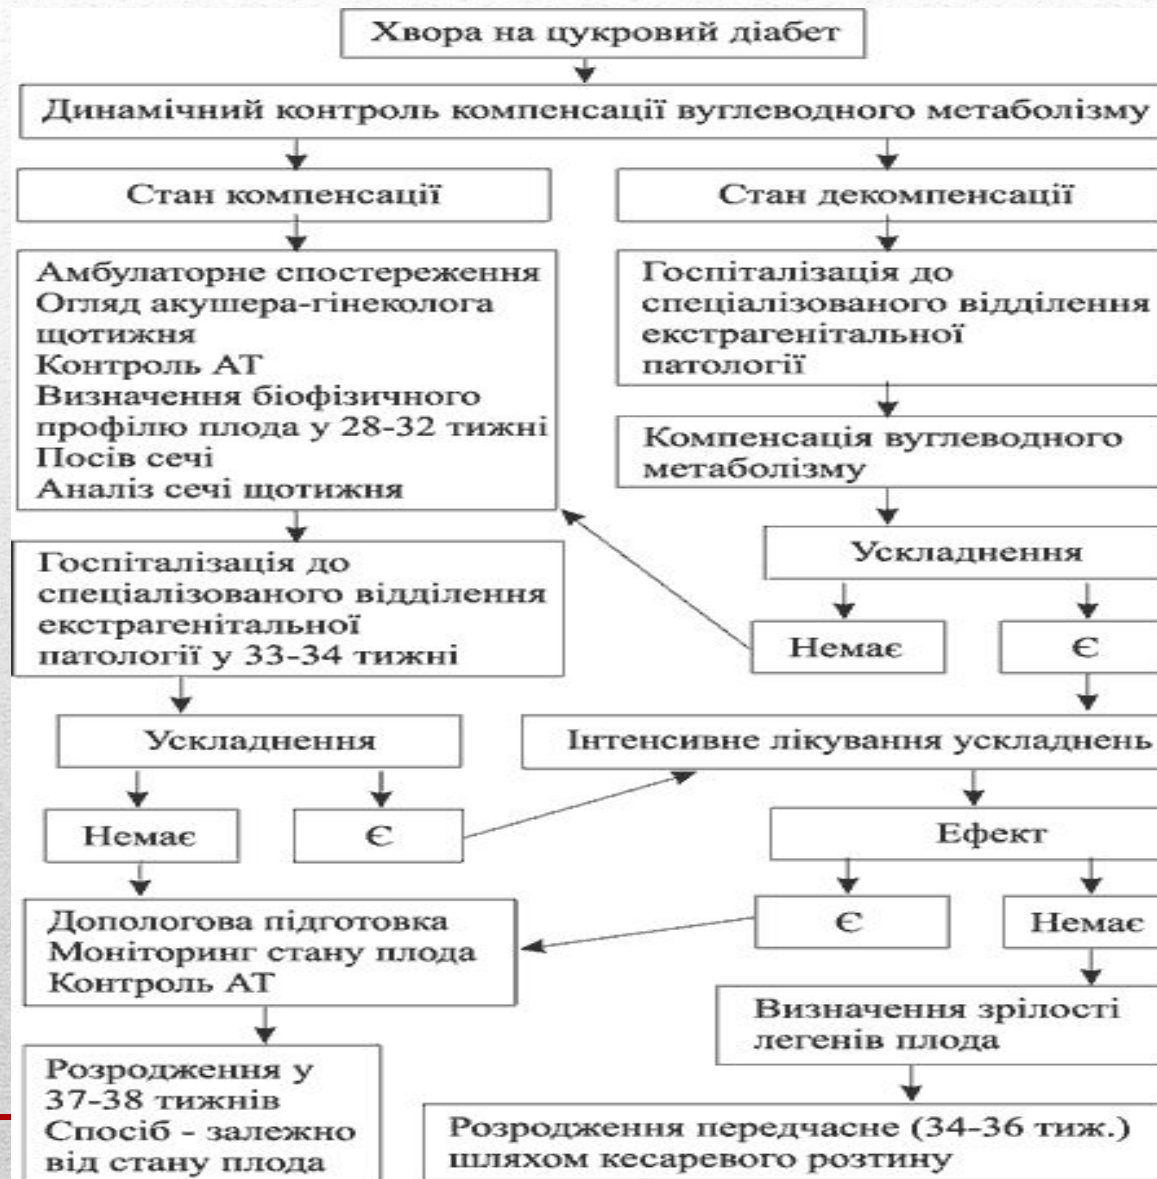 Хвора на цукровий діабет
Динамічний контроль компенсації вуглеводного метаболізму
Стан компенсації
Стан декомпенсації
Амбулаторне спостереження
Огляд акушера-гінеколога
щотижня
Контроль АТ
Визначення біофізичного
профілю плода у 28-32 тижні
Посів сечі
Аналіз сечі щотижня
Госпіталізація до
спеціалізованого відділення
екстрагенітальної
патології
Компенсація вуглеводного
метаболізму
Ускладнення
Немає
Є
Госпіталізація до
спеціалізованого відділення
екстрагенітальної
патології у 33-34 тижні
Ускладнення
Немає
Є
Інтенсивне лікування ускладнень
Ефект
Є
Немає
Допологова підготовка
Моніторинг стану плода
Контроль АТ
Визначення зрілості
легенів плода
Розродження у
37-38 тижнів
Спосіб - залежно
від стану плода
Розродження передчасне (34-36 тиж.)
шляхом кесаревого розтину